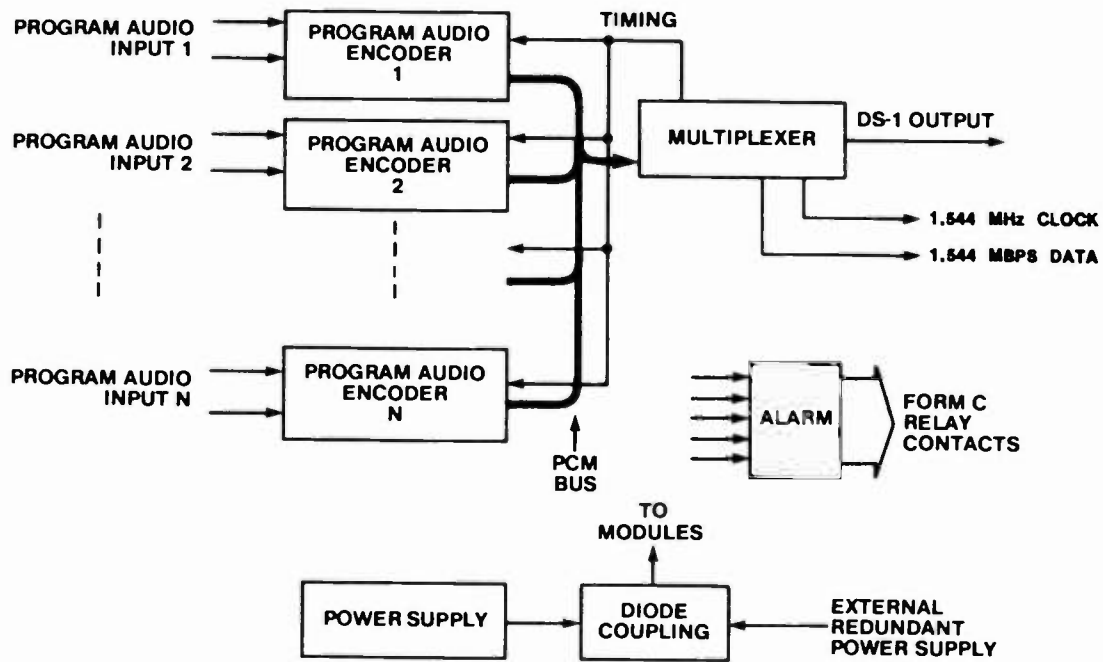 PROGRAM AUDIO
INPUT 1
PROGRAM AUDIO
ENCODER
1
TIMING
PROGRAM AUDIO
INPUT 2
PROGRAM AUDIO
ENCODER
2
MULTIPLEXER
DS-1 OUTPUT
1.544 MHz CLOCK
1.544 MBPS DATA
PROGRAM AUDIO
INPUT N
PROGRAM AUDIO
ENCODER
N
PCM
BUS
ALARM
FORM C
RELAY
CONTACTS
TO
MODULES
POWER SUPPLY
DIODE
COUPLING
EXTERNAL
REDUNDANT
POWER SUPPLY